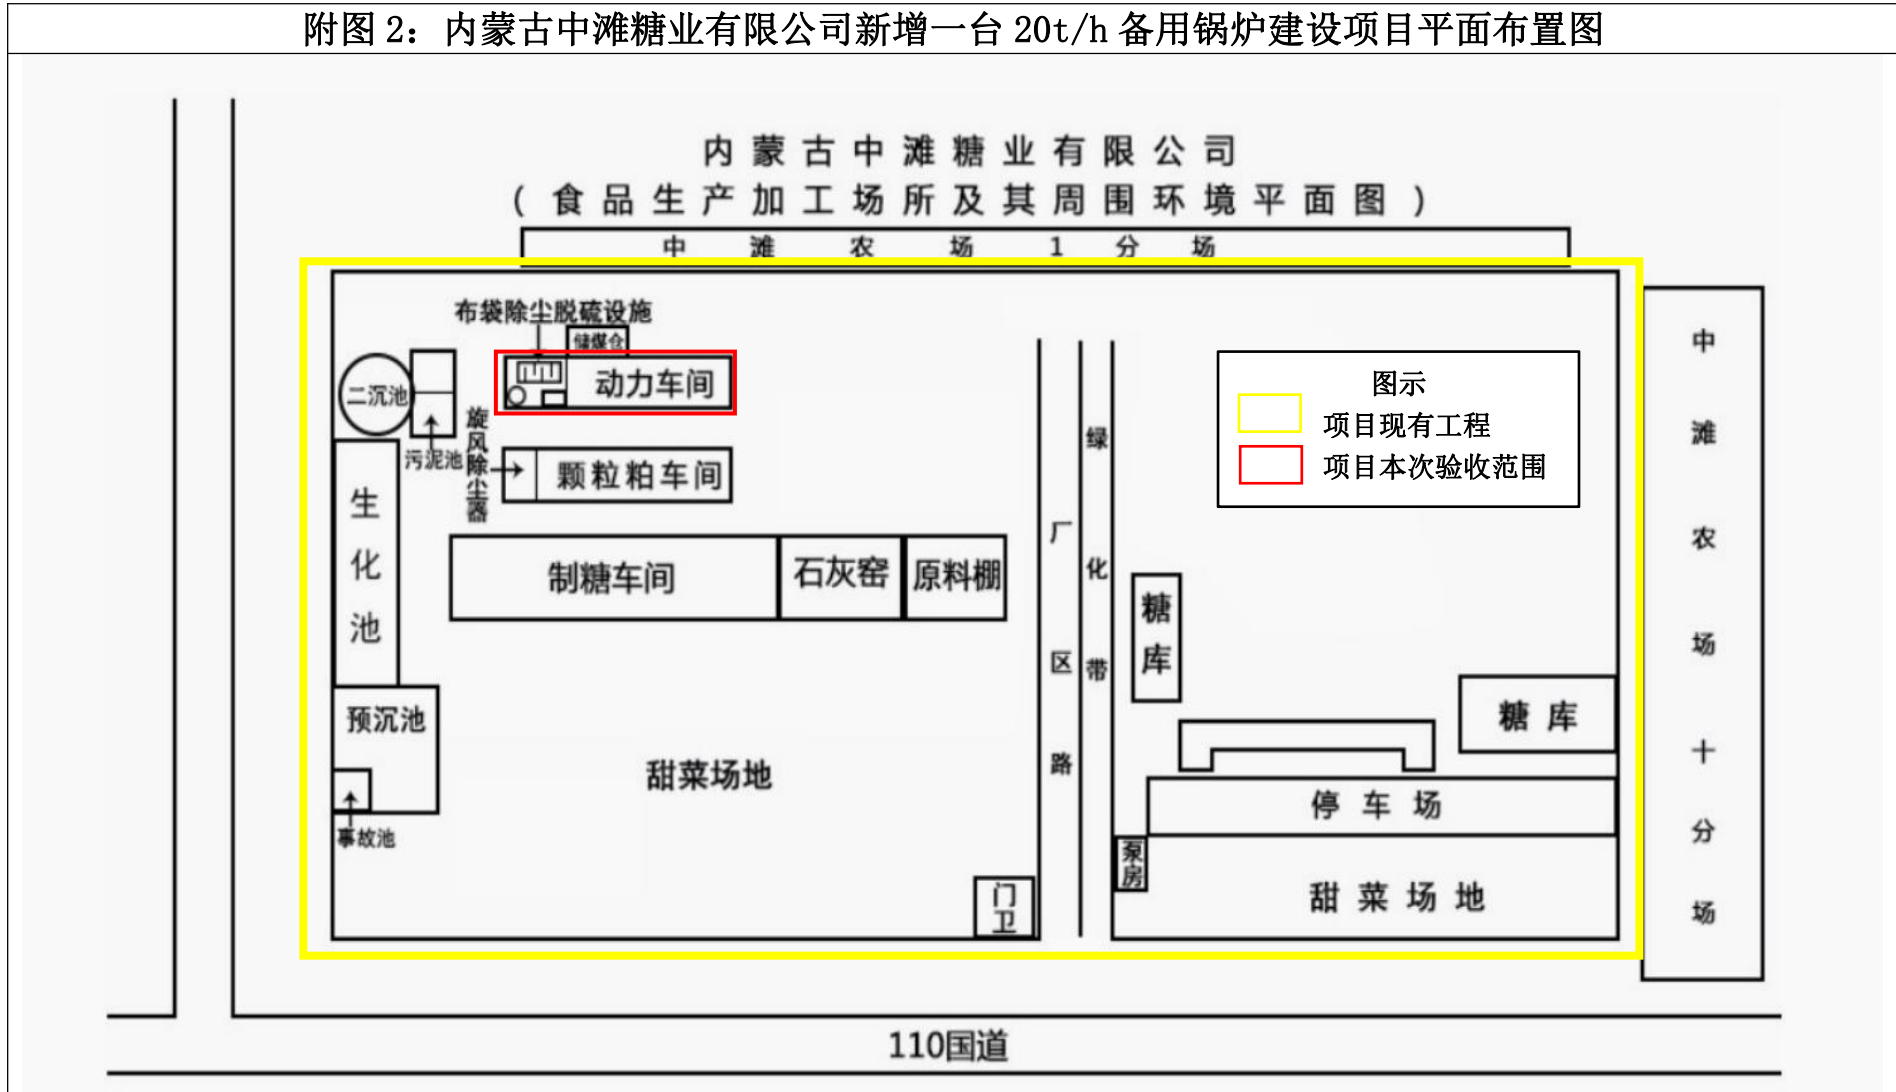 附图 2：内蒙古中滩糖业有限公司新增一台 20t/h 备用锅炉建设项目平面布置图
内蒙古中滩糖业有限公司
（食品生产加工场所及其周围环境平面图）
中滩农场1分场
布袋除尘脱硫设施
储煤仓
动力车间
二沉池
污泥池
旋风除尘器
颗粒粕车间
生化池
制糖车间
石灰窑
原料棚
预沉池
事故池
甜菜场地
门卫
厂区路
绿化带
图示
项目现有工程
项目本次验收范围
糖库
糖库
停车场
泵房
甜菜场地
中滩农场十分场
110国道